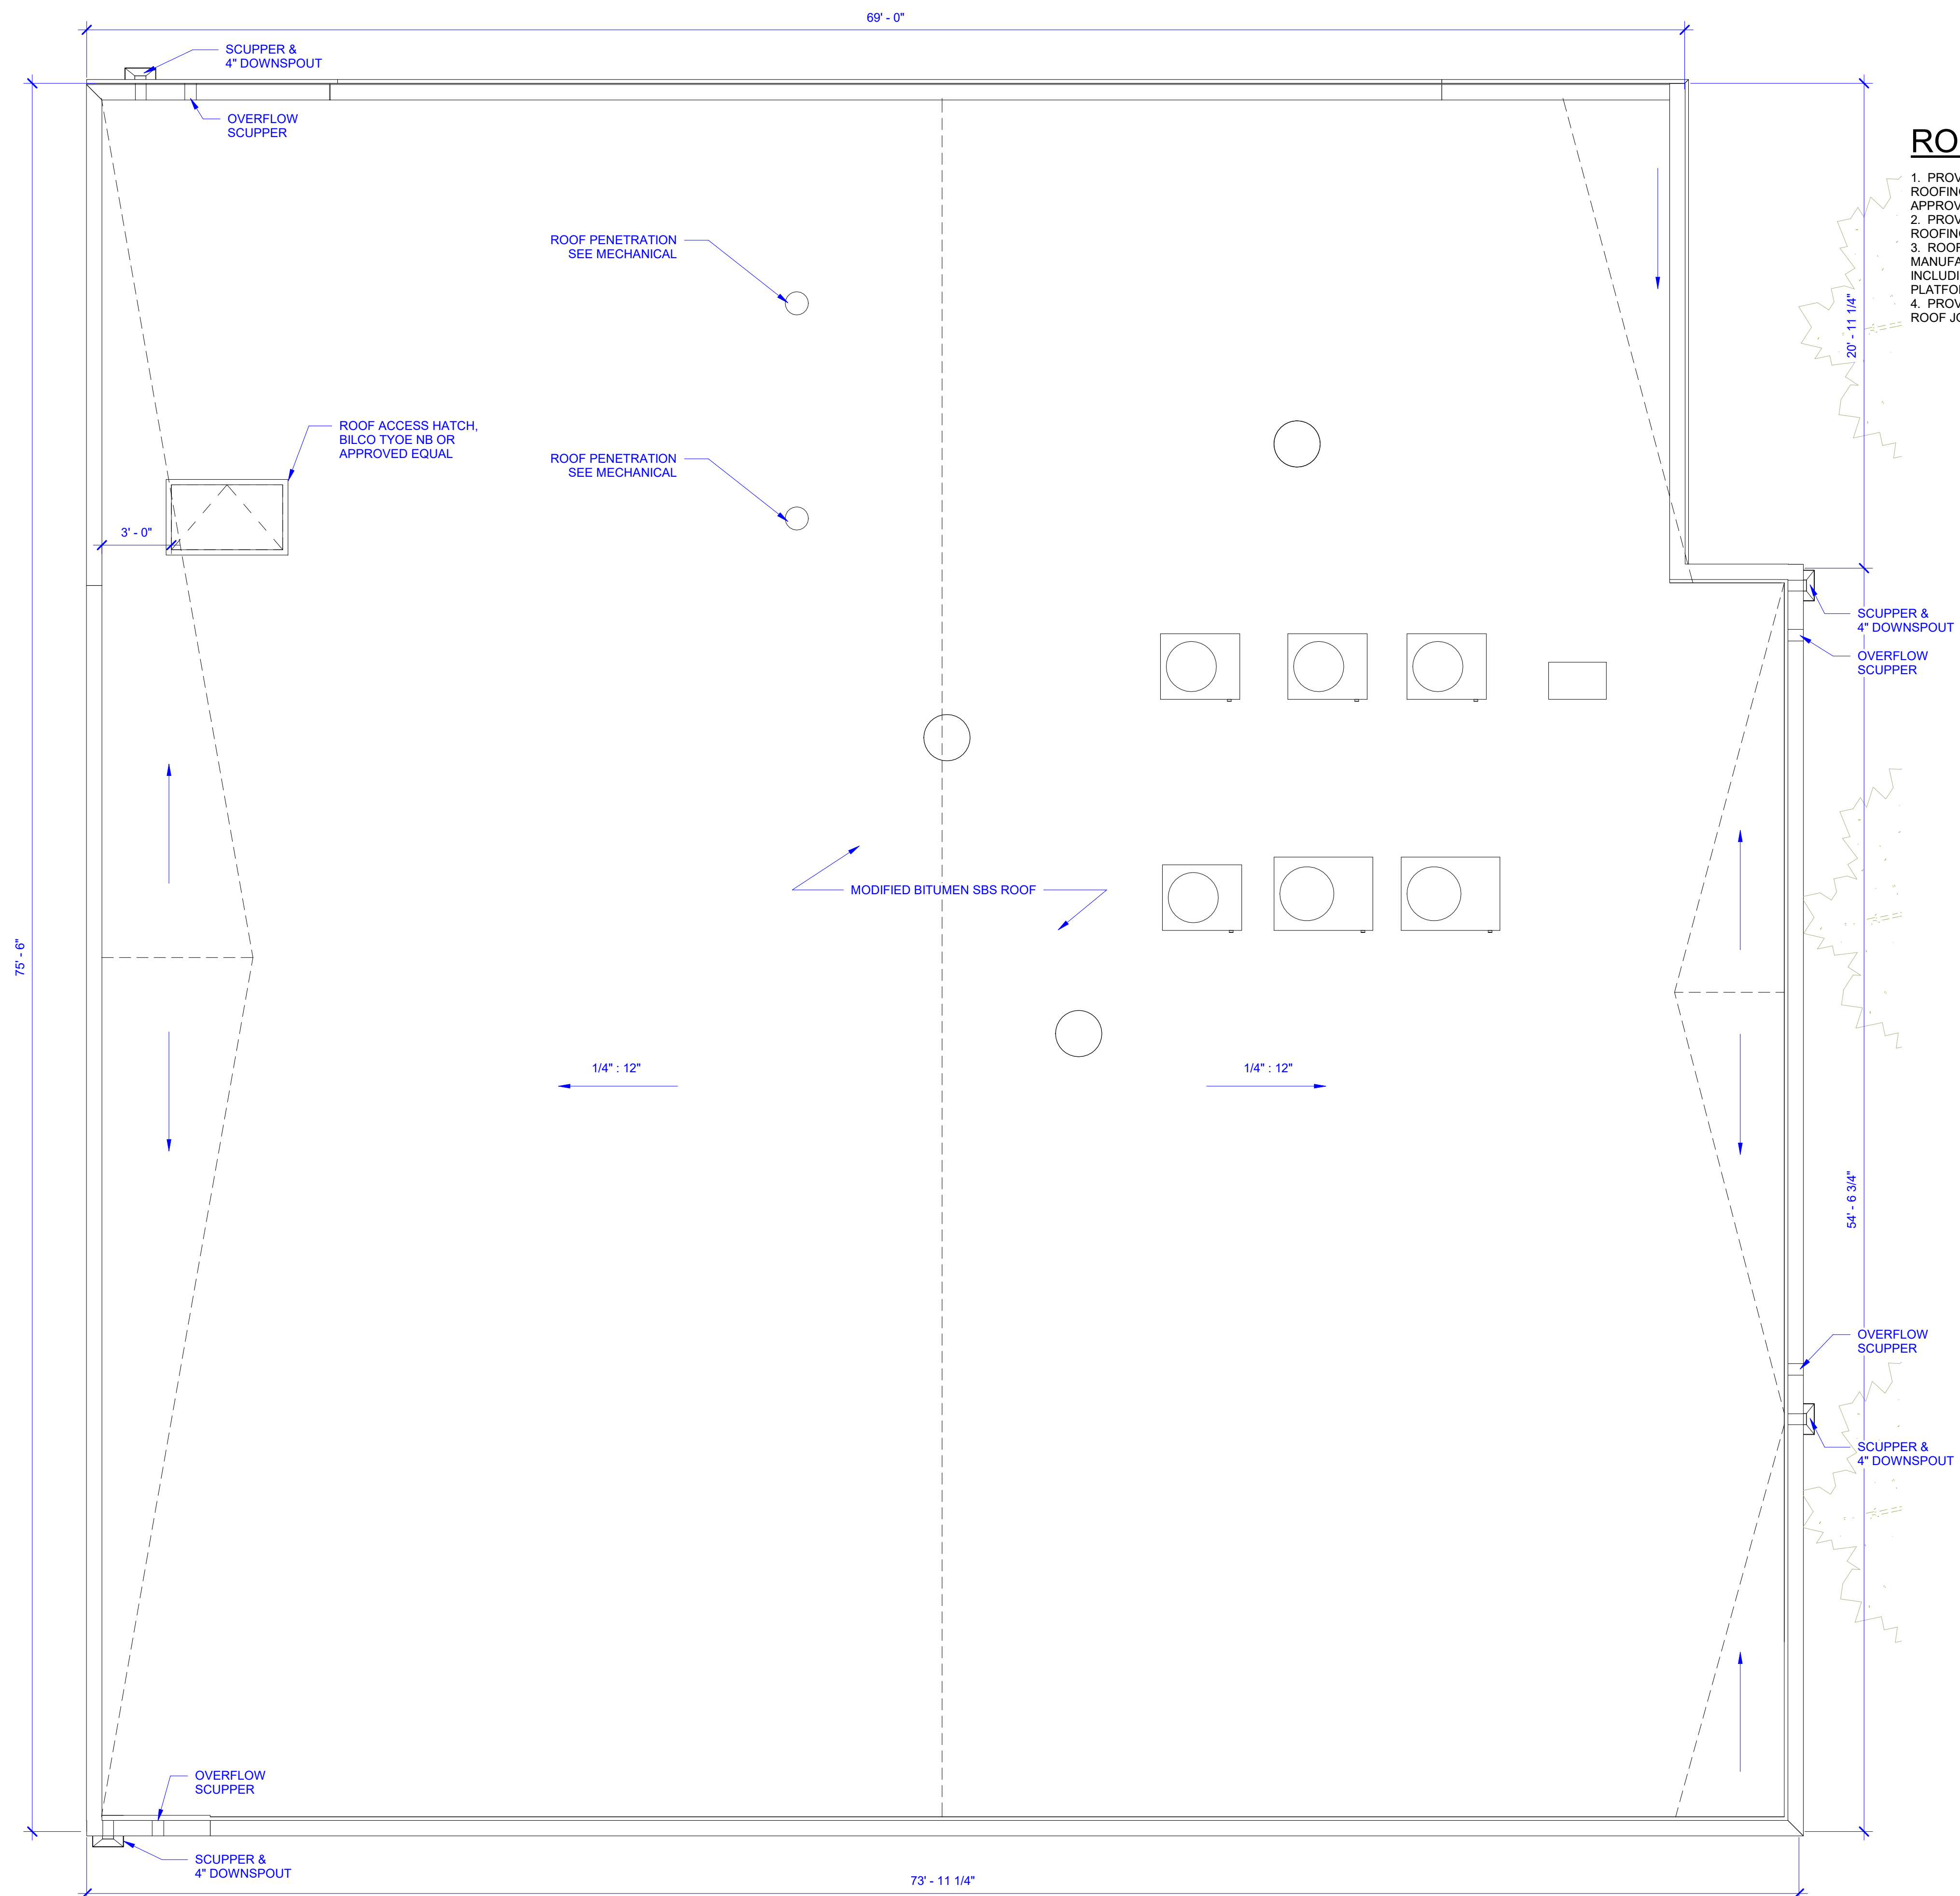 69' - 0"
SCUPPER &
4" DOWNSPOUT
OVERFLOW
SCUPPER
RO
1. PROV
ROOFING
APPROV
2. PROV
ROOFING
3. ROOF
MANUFA
INCLUDI
PLATFO
4. PROV
ROOF JO
ROOF PENETRATION
SEE MECHANICAL
20' - 11 1/4"
ROOF ACCESS HATCH,
BILCO TYOE NB OR
APPROVED EQUAL
ROOF PENETRATION
SEE MECHANICAL
3' - 0"
SCUPPER &
4" DOWNSPOUT
OVERFLOW
SCUPPER
MODIFIED BITUMEN SBS ROOF
75' - 6"
1/4" : 12"
1/4" : 12"
54' - 6 3/4"
OVERFLOW
SCUPPER
SCUPPER &
4" DOWNSPOUT
OVERFLOW
SCUPPER
SCUPPER &
4" DOWNSPOUT
73' - 11 1/4"